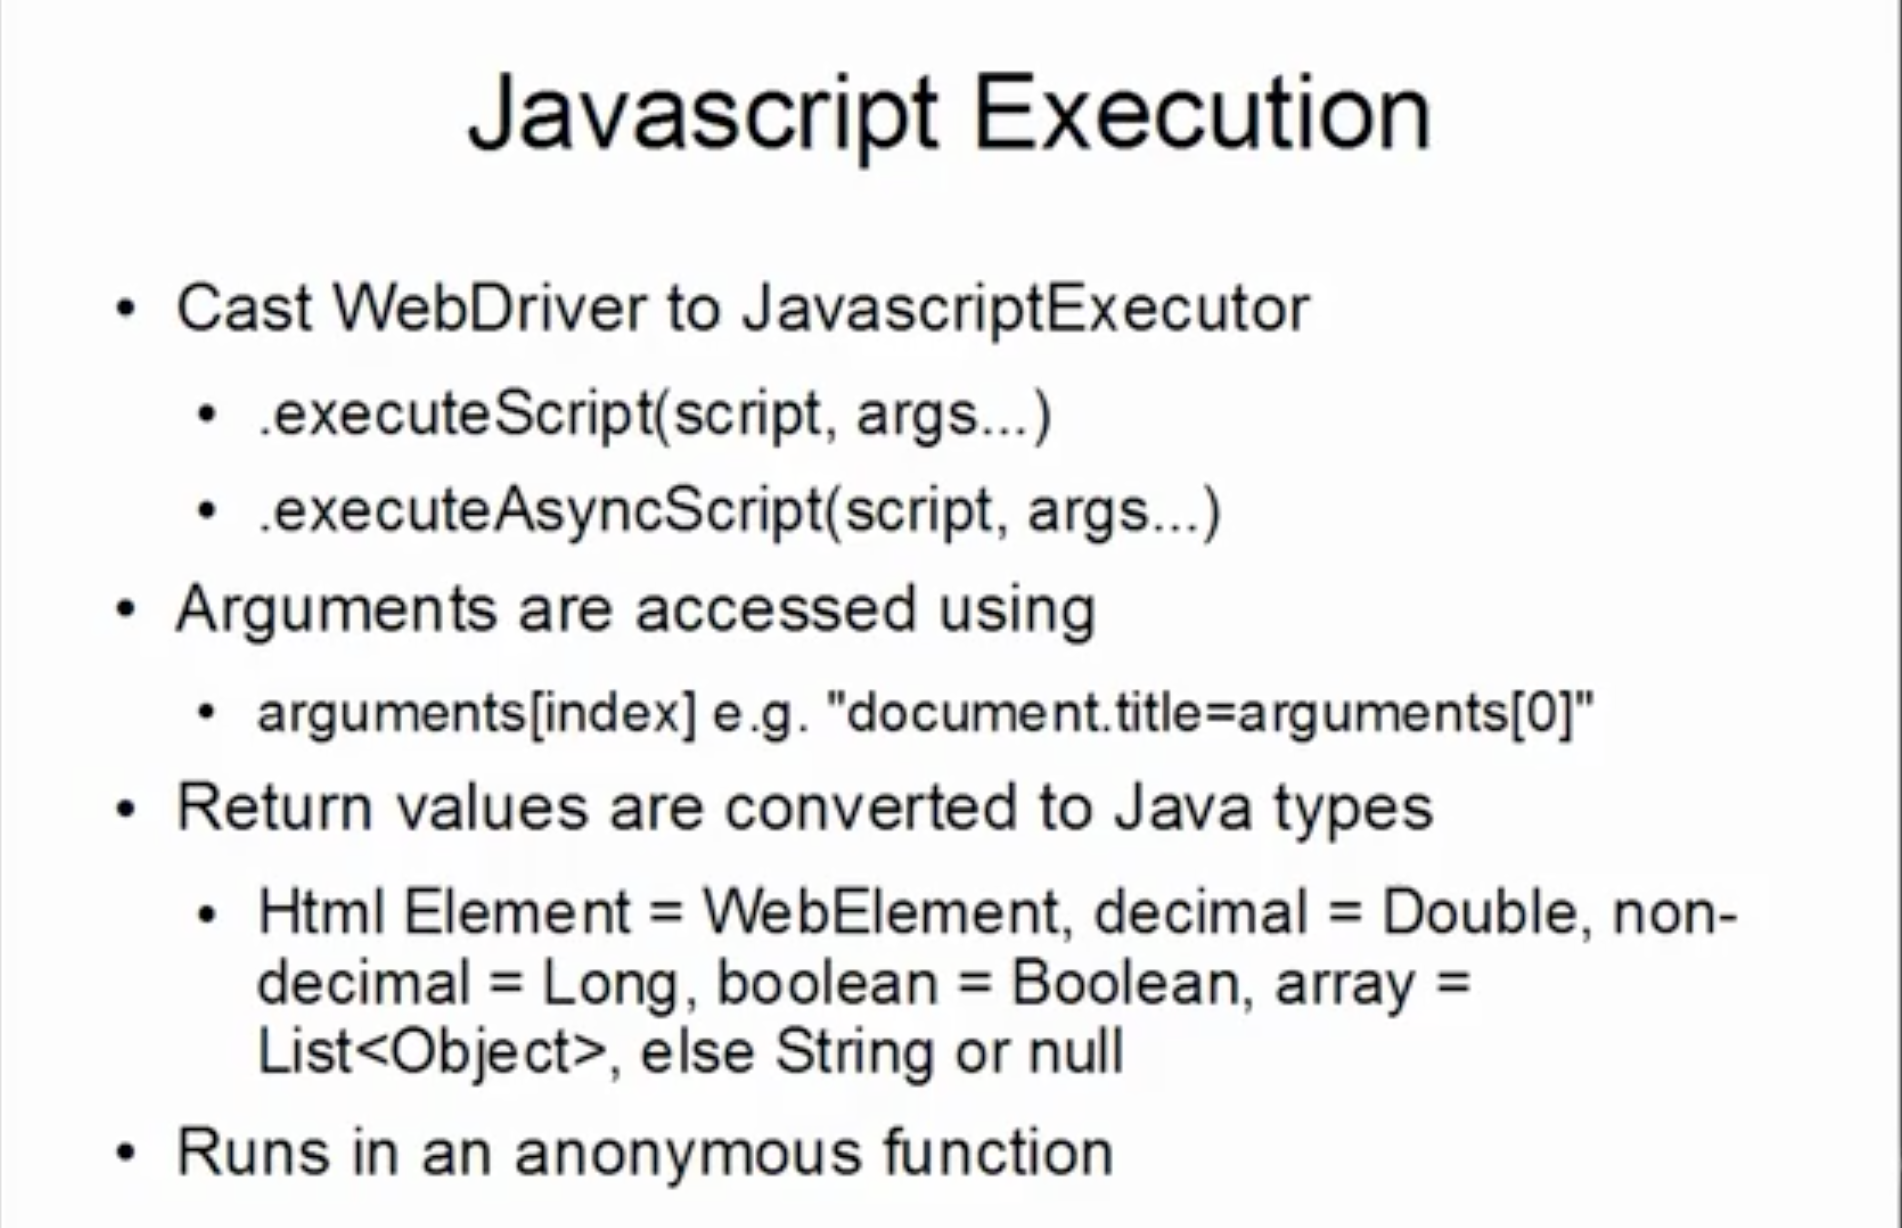 Javascript Execution
• Cast WebDriver to JavascriptExecutor
• .executeScript(script, args...)
• .executeAsyncScript(script, args...)
• Arguments are accessed using
• arguments[index] e.g. "document.title=arguments[0]"
• Return values are converted to Java types
• Html Element = WebElement, decimal = Double, non-
decimal = Long, boolean = Boolean, array =
List<Object>, else String or null
• Runs in an anonymous function